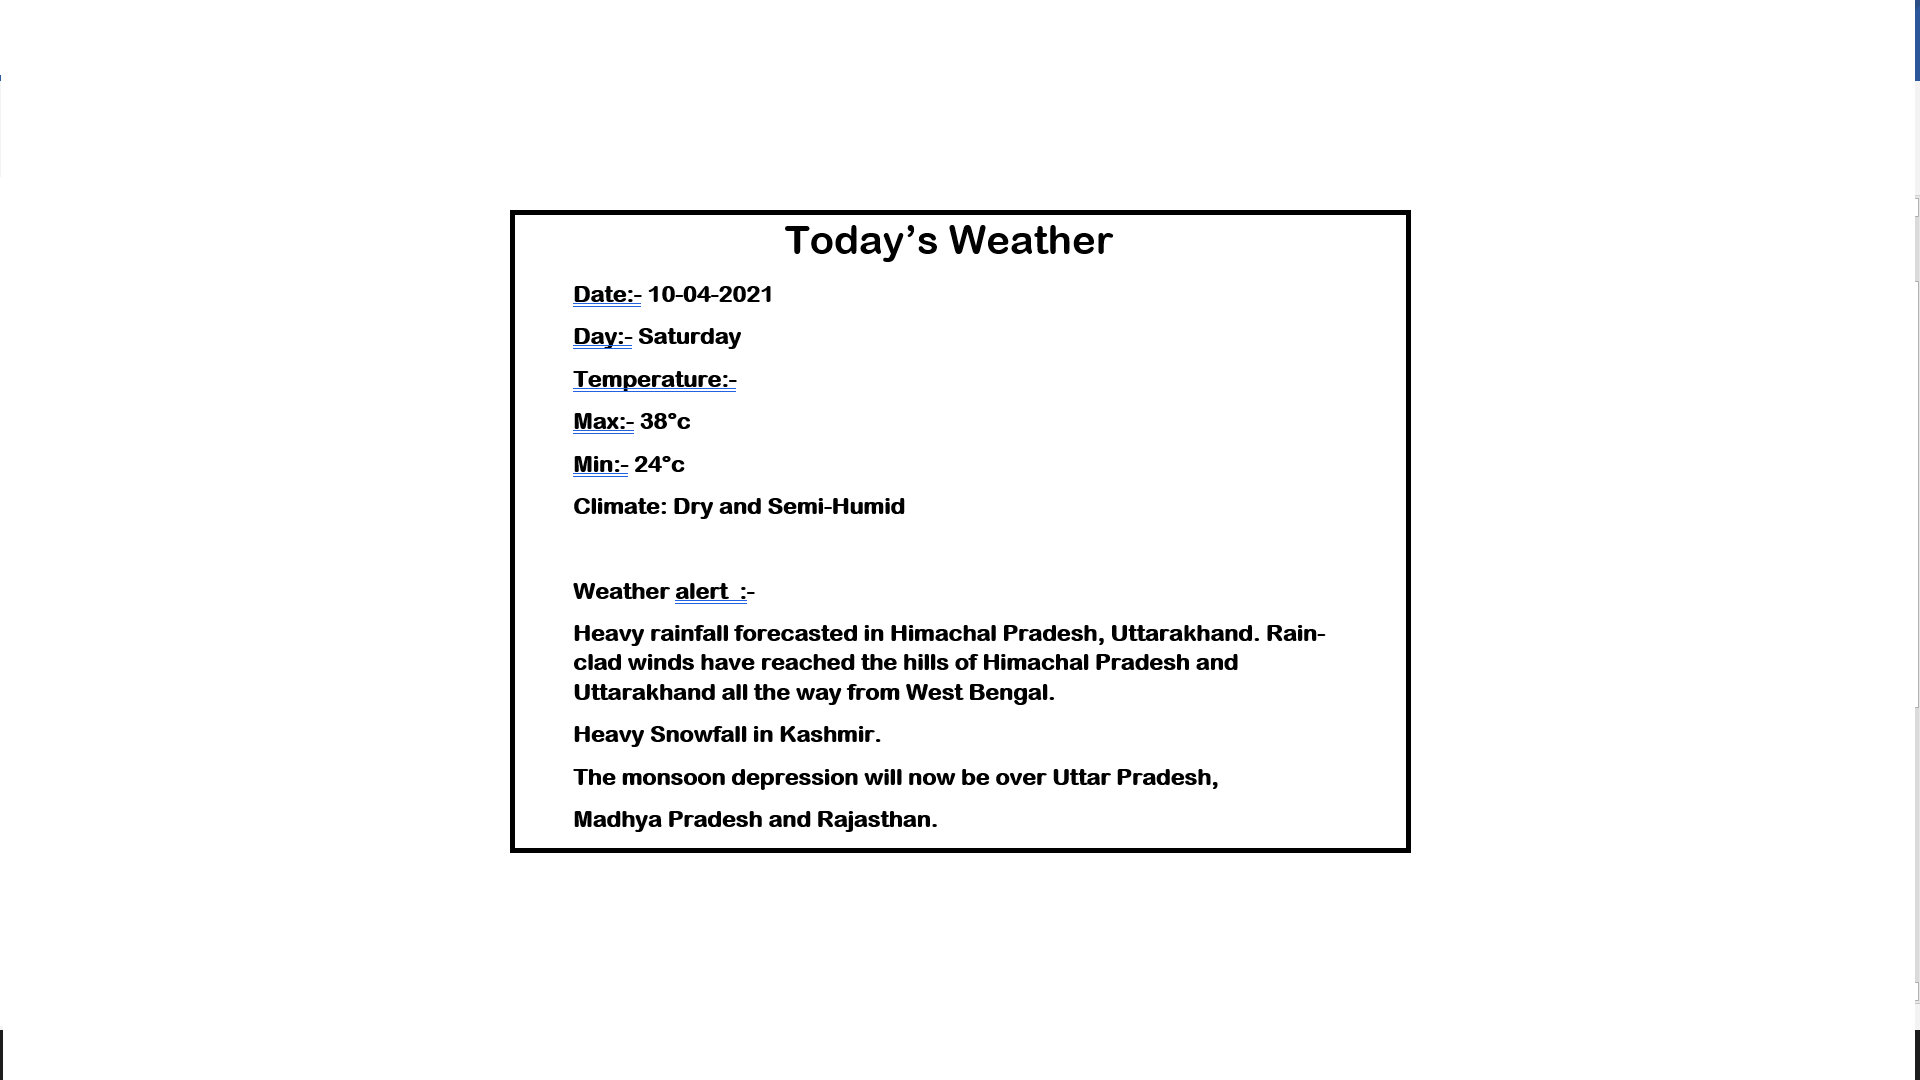 Today’s Weather
Date:- 10-04-2021
Day:- Saturday
Temperature:-
Max:- 38°c
Min:- 24°c
Climate: Dry and Semi-Humid
Weather alert  :-
Heavy rainfall forecasted in Himachal Pradesh, Uttarakhand. Rain-
clad winds have reached the hills of Himachal Pradesh and
Uttarakhand all the way from West Bengal.
Heavy Snowfall in Kashmir.
The monsoon depression will now be over Uttar Pradesh,
Madhya Pradesh and Rajasthan.